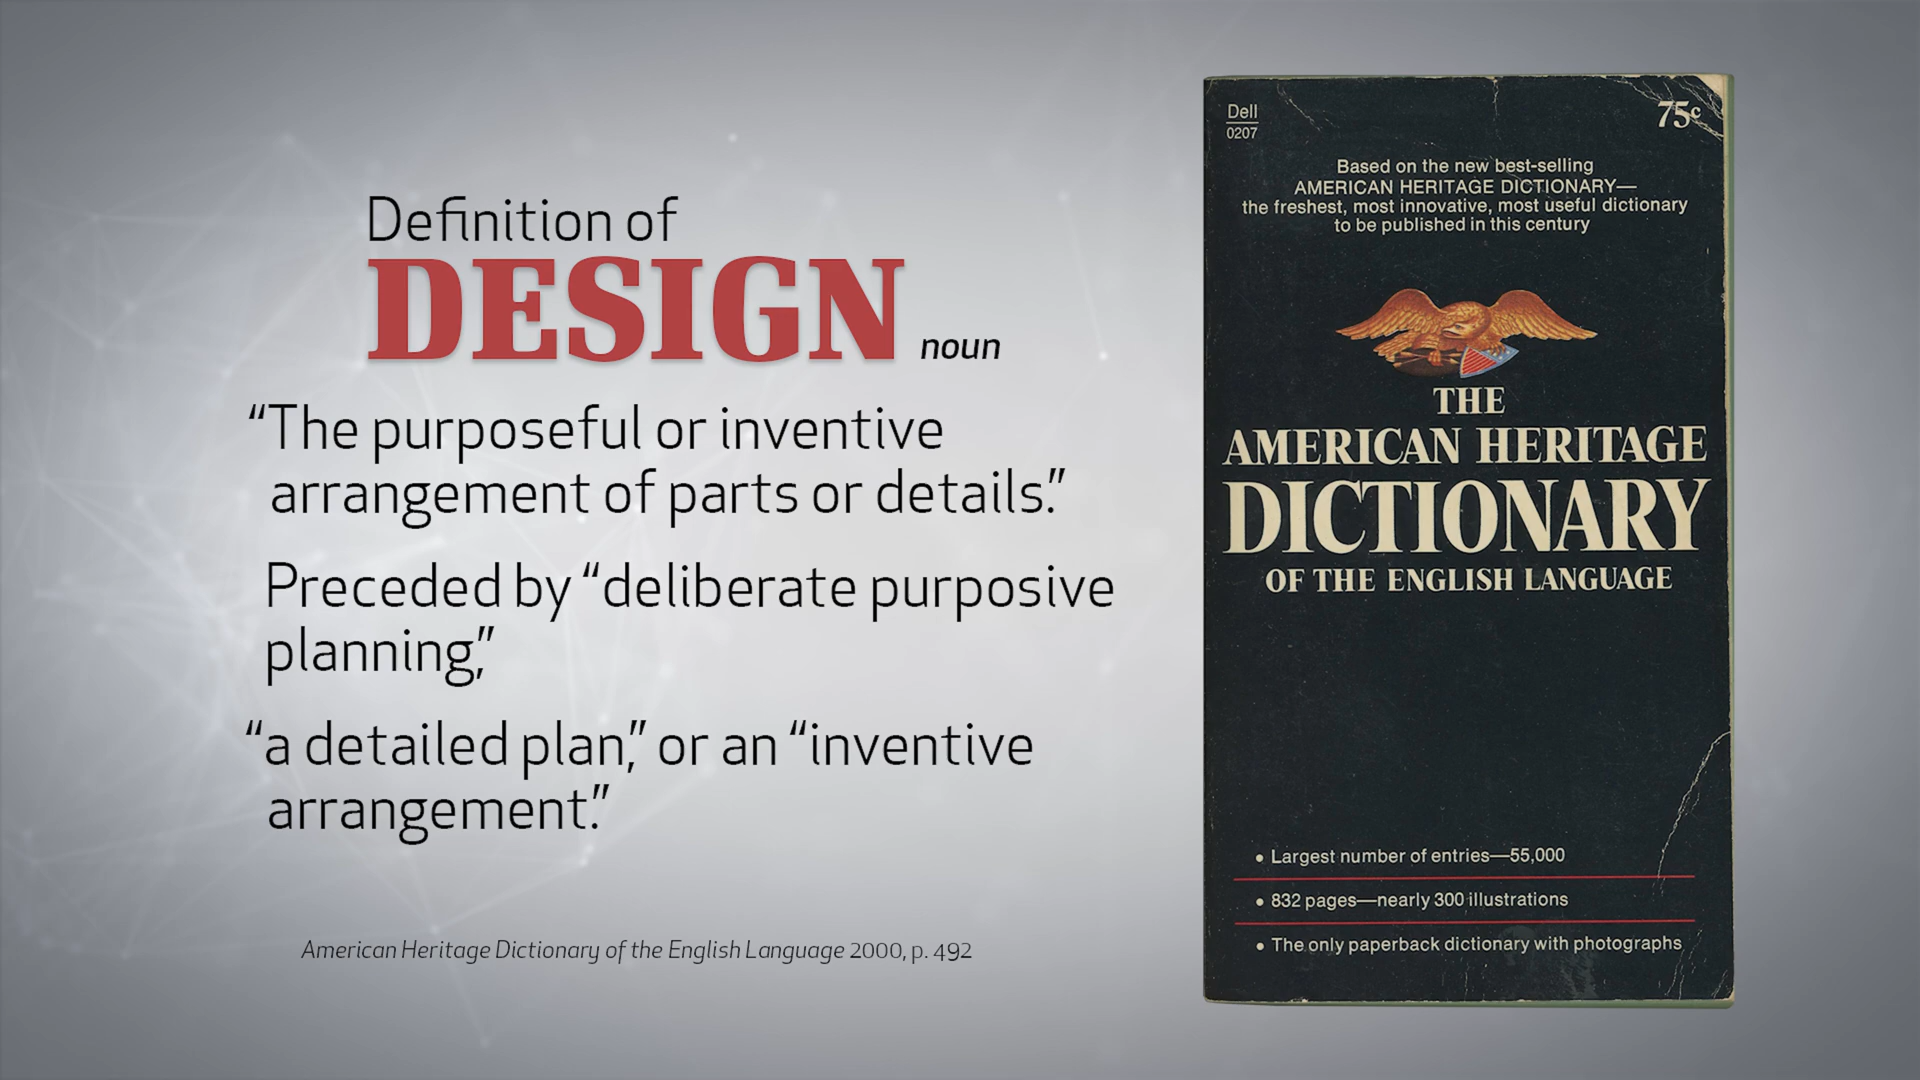 Definition of
DESIGN noun
“The purposeful or inventive
arrangement of parts or details.”
Preceded by “deliberate purposive
planning,”
“a detailed plan,” or an “inventive
arrangement.”
American Heritage Dictionary of the English Language 2000, p. 492
Dell
0207
75c
Based on the new best-selling
AMERICAN HERITAGE DICTIONARY—
the freshest, most innovative, most useful dictionary
to be published in this century
THE
AMERICAN HERITAGE
DICTIONARY
OF THE ENGLISH LANGUAGE
• Largest number of entries—55,000
• 832 pages—nearly 300 illustrations
• The only paperback dictionary with photographs